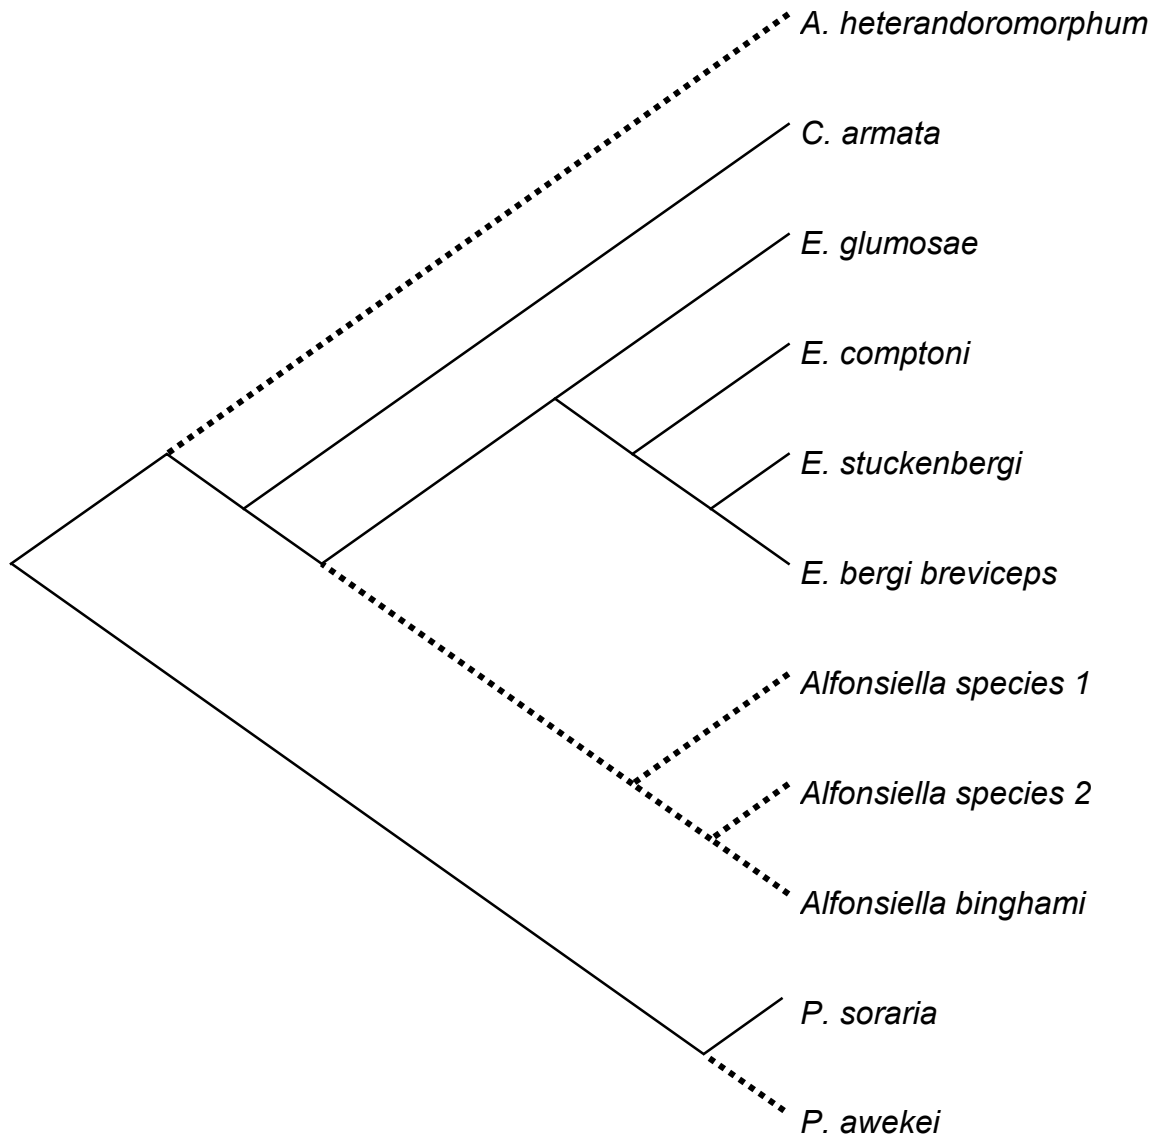 A. heterandoromorphum
C. armata
E. glumosae
E. comptoni
E. stuckenbergi
E. bergi breviceps
Alfonsiella species 1
Alfonsiella species 2
Alfonsiella binghami
P. soraria
P. awekei